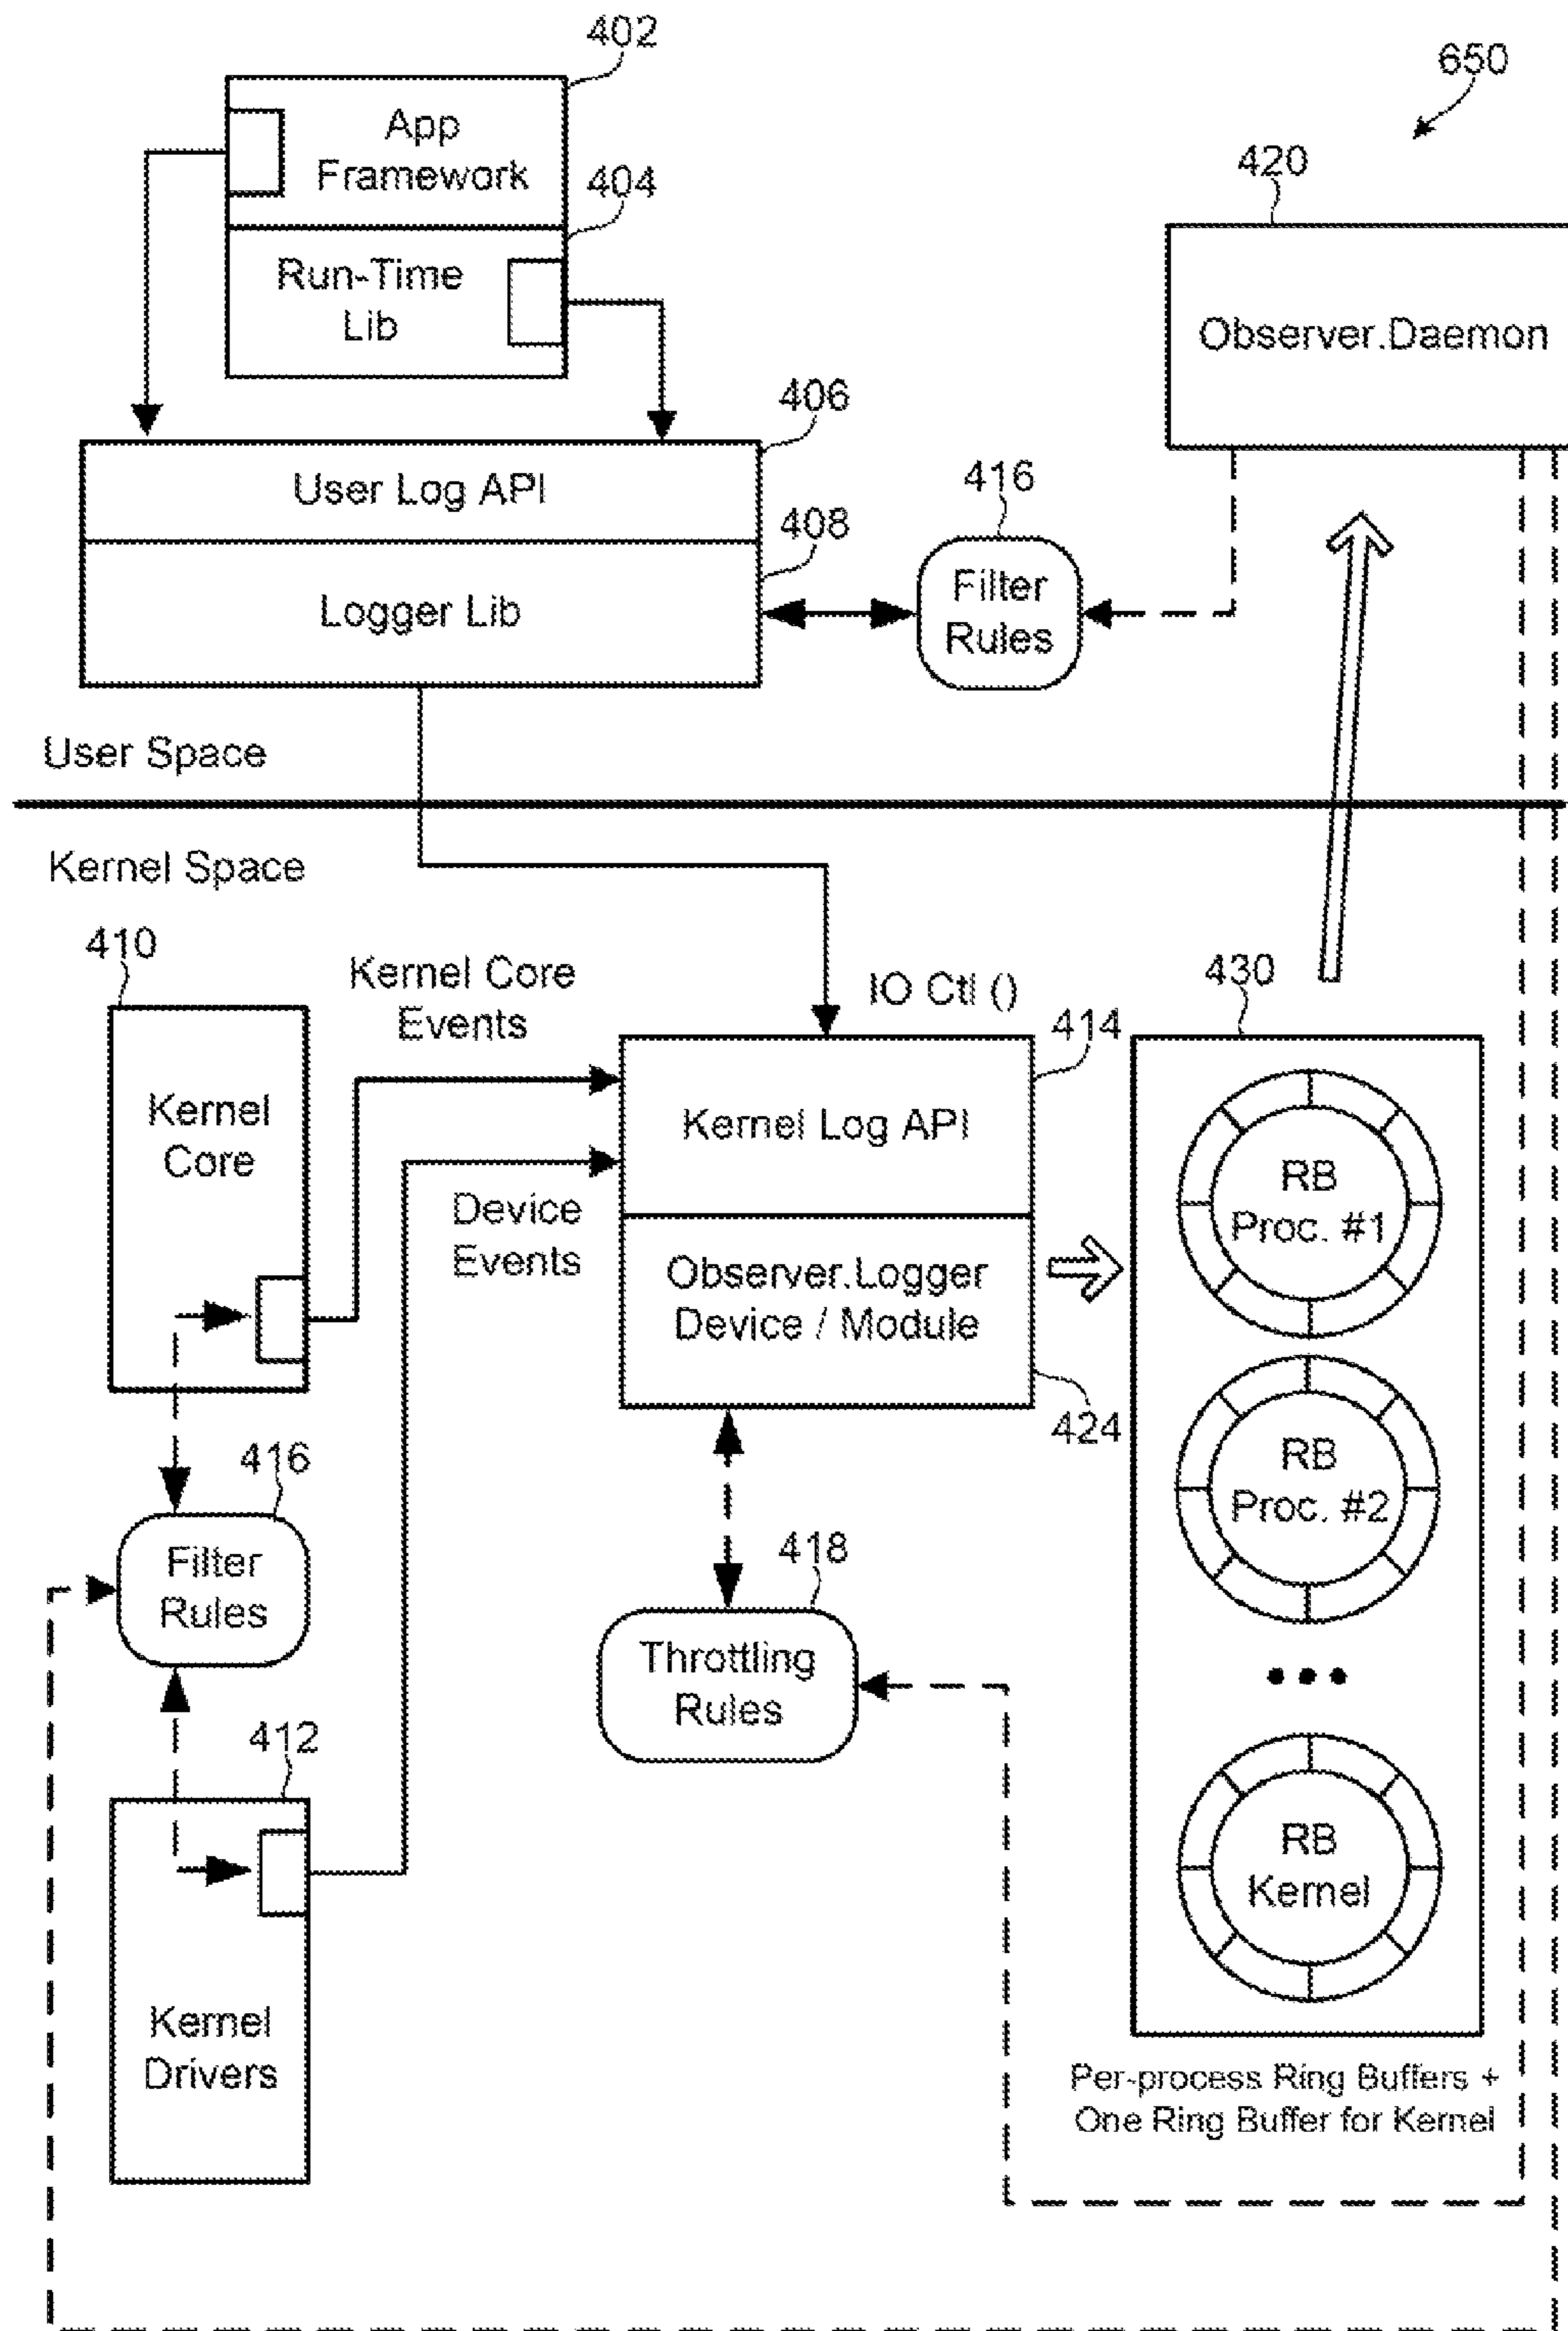 402
App
Framework
404
Run-Time
Lib
650
420
Observer.Daemon
406
User Log API
408
Logger Lib
416
Filter
Rules
User Space
Kernel Space
410
Kernel Core
Events
IO Ctl ()
430
414
Kernel
Core
Kernel Log API
Device
Events
Observer.Logger
Device / Module
424
RB
Proc. #1
RB
Proc. #2
•••
RB
Kernel
416
Filter
Rules
418
Throttling
Rules
412
Kernel
Drivers
Per-process Ring Buffers +
One Ring Buffer for Kernel